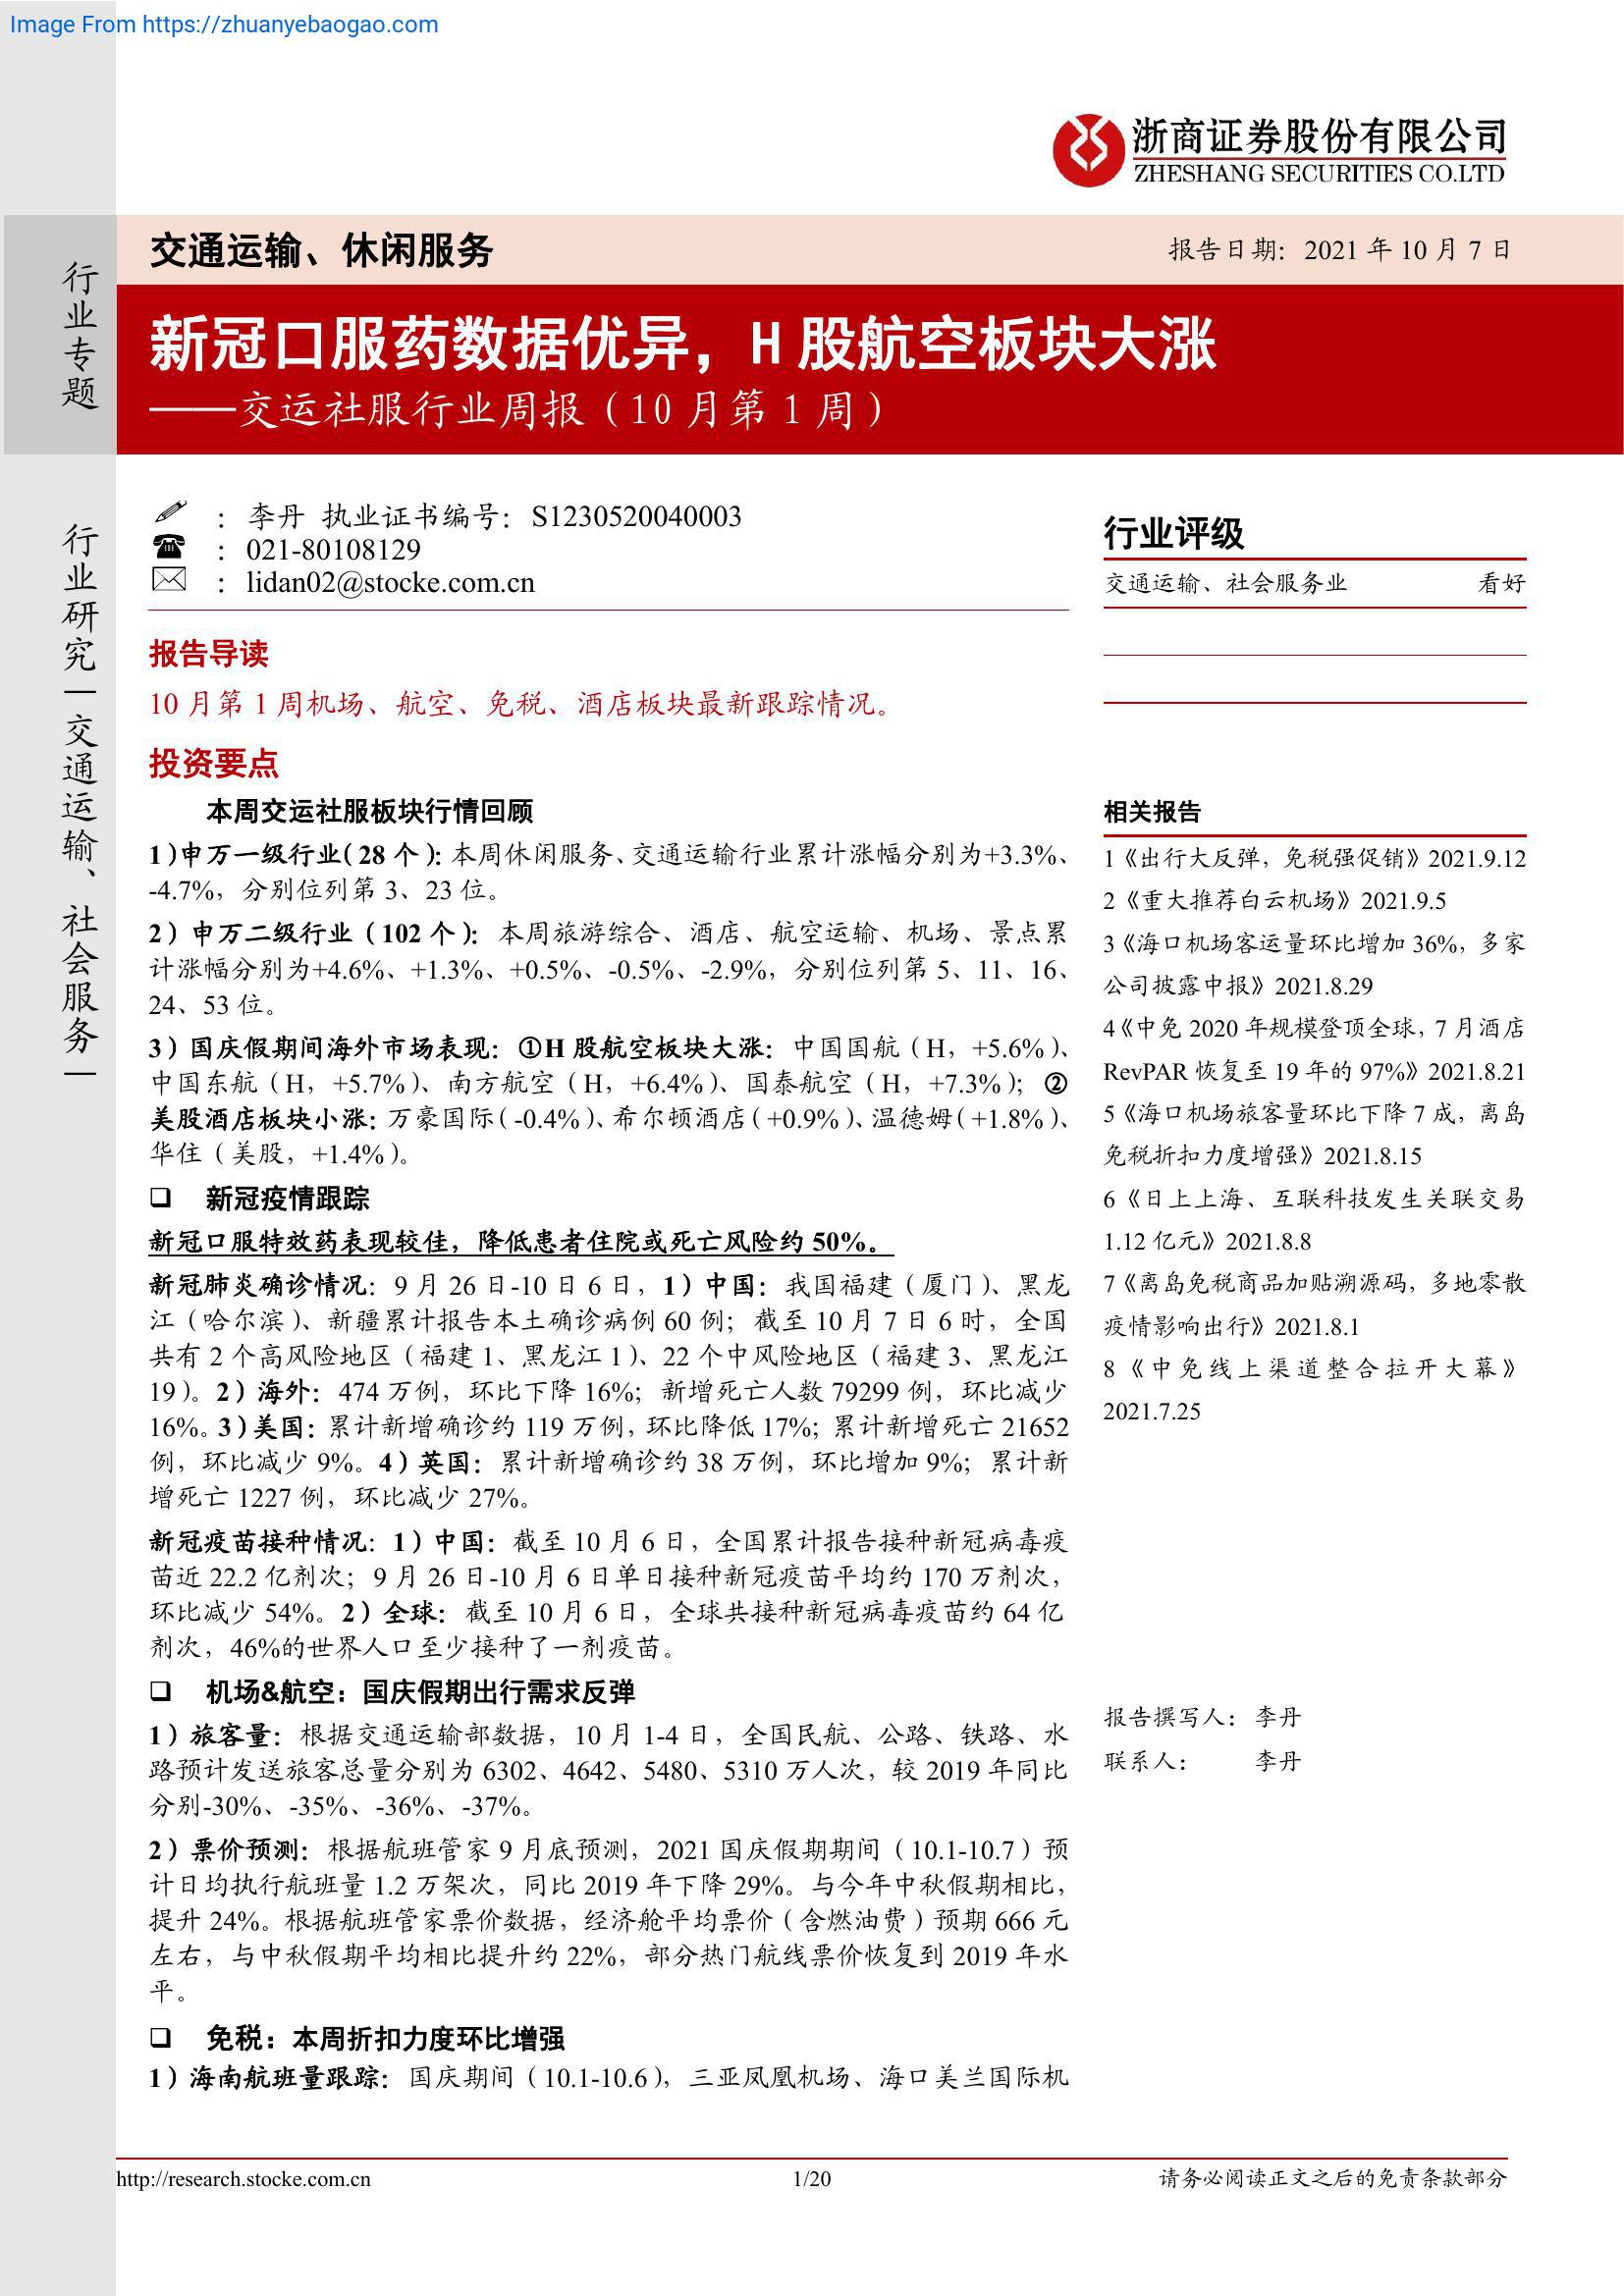 Image From https://zhuanyebaogao.com
浙商证券股份有限公司
ZHESHANG SECURITIES CO.LTD
行业专题
行业研究—交通运输、社会服务—
交通运输、休闲服务
报告日期：2021 年 10 月 7 日
新冠口服药数据优异，H 股航空板块大涨
——交运社服行业周报（10 月第 1 周）
：李丹 执业证书编号：S1230520040003
：021-80108129
：lidan02@stocke.com.cn
报告导读
10 月第 1 周机场、航空、免税、酒店板块最新跟踪情况。
投资要点
本周交运社服板块行情回顾
1）申万一级行业（28 个）：本周休闲服务、交通运输行业累计涨幅分别为+3.3%、
-4.7%，分别位列第 3、23 位。
2）申万二级行业（102 个）：本周旅游综合、酒店、航空运输、机场、景点累
计涨幅分别为+4.6%、+1.3%、+0.5%、-0.5%、-2.9%，分别位列第 5、11、16、
24、53 位。
3）国庆假期间海外市场表现：①H 股航空板块大涨：中国国航（H，+5.6%）、
中国东航（H，+5.7%）、南方航空（H，+6.4%）、国泰航空（H，+7.3%）；②
美股酒店板块小涨：万豪国际（-0.4%）、希尔顿酒店（+0.9%）、温德姆（+1.8%）、
华住（美股，+1.4%）。
❑ 新冠疫情跟踪
新冠口服特效药表现较佳，降低患者住院或死亡风险约 50%。
新冠肺炎确诊情况：9 月 26 日-10 日 6 日，1）中国：我国福建（厦门）、黑龙
江（哈尔滨）、新疆累计报告本土确诊病例 60 例；截至 10 月 7 日 6 时，全国
共有 2 个高风险地区（福建 1、黑龙江 1）、22 个中风险地区（福建 3、黑龙江
19）。2）海外：474 万例，环比下降 16%；新增死亡人数 79299 例，环比减少
16%。3）美国：累计新增确诊约 119 万例，环比降低 17%；累计新增死亡 21652
例，环比减少 9%。4）英国：累计新增确诊约 38 万例，环比增加 9%；累计新
增死亡 1227 例，环比减少 27%。
新冠疫苗接种情况：1）中国：截至 10 月 6 日，全国累计报告接种新冠病毒疫
苗近 22.2 亿剂次；9 月 26 日-10 月 6 日单日接种新冠疫苗平均约 170 万剂次，
环比减少 54%。2）全球：截至 10 月 6 日，全球共接种新冠病毒疫苗约 64 亿
剂次，46%的世界人口至少接种了一剂疫苗。
❑ 机场&航空：国庆假期出行需求反弹
1）旅客量：根据交通运输部数据，10 月 1-4 日，全国民航、公路、铁路、水
路预计发送旅客总量分别为 6302、4642、5480、5310 万人次，较 2019 年同比
分别-30%、-35%、-36%、-37%。
2）票价预测：根据航班管家 9 月底预测，2021 国庆假期期间（10.1-10.7）预
计日均执行航班量 1.2 万架次，同比 2019 年下降 29%。与今年中秋假期相比，
提升 24%。根据航班管家票价数据，经济舱平均票价（含燃油费）预期 666 元
左右，与中秋假期平均相比提升约 22%，部分热门航线票价恢复到 2019 年水
平。
❑ 免税：本周折扣力度环比增强
1）海南航班量跟踪：国庆期间（10.1-10.6），三亚凤凰机场、海口美兰国际机
行业评级
交通运输、社会服务业 看好
相关报告
1《出行大反弹，免税强促销》2021.9.12
2《重大推荐白云机场》2021.9.5
3《海口机场客运量环比增加 36%，多家
公司披露中报》2021.8.29
4《中免 2020 年规模登顶全球，7 月酒店
RevPAR 恢复至 19 年的 97%》2021.8.21
5《海口机场旅客量环比下降 7 成，离岛
免税折扣力度增强》2021.8.15
6《日上上海、互联科技发生关联交易
1.12 亿元》2021.8.8
7《离岛免税商品加贴溯源码，多地零散
疫情影响出行》2021.8.1
8《中免线上渠道整合拉开大幕》
2021.7.25
报告撰写人： 李丹
联系人： 李丹
http://research.stocke.com.cn
1/20
请务必阅读正文之后的免责条款部分